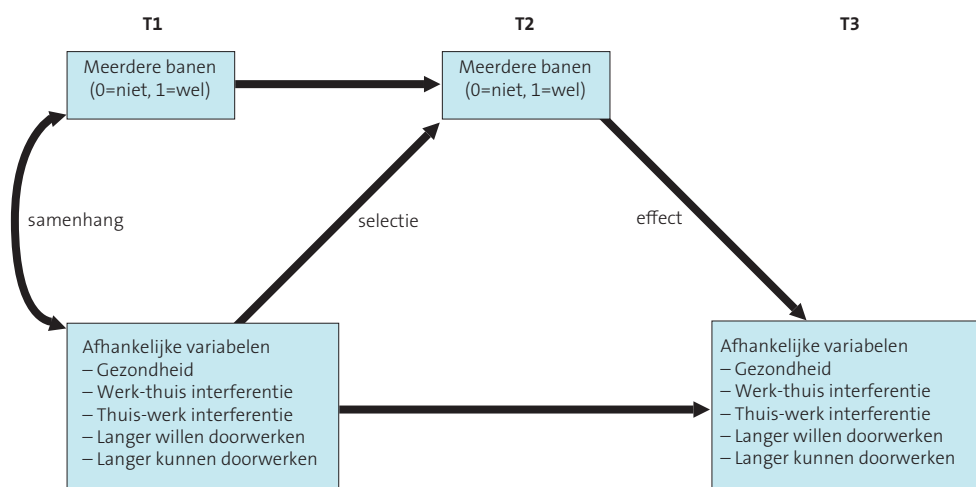 T1
T2
T3
Meerdere banen
(0=niet, 1=wel)
Meerdere banen
(0=niet, 1=wel)
samenhang
selectie
effect
Afhankelijke variabelen
– Gezondheid
– Werk-thuis interferentie
– Thuis-werk interferentie
– Langer willen doorwerken
– Langer kunnen doorwerken
Afhankelijke variabelen
– Gezondheid
– Werk-thuis interferentie
– Thuis-werk interferentie
– Langer willen doorwerken
– Langer kunnen doorwerken